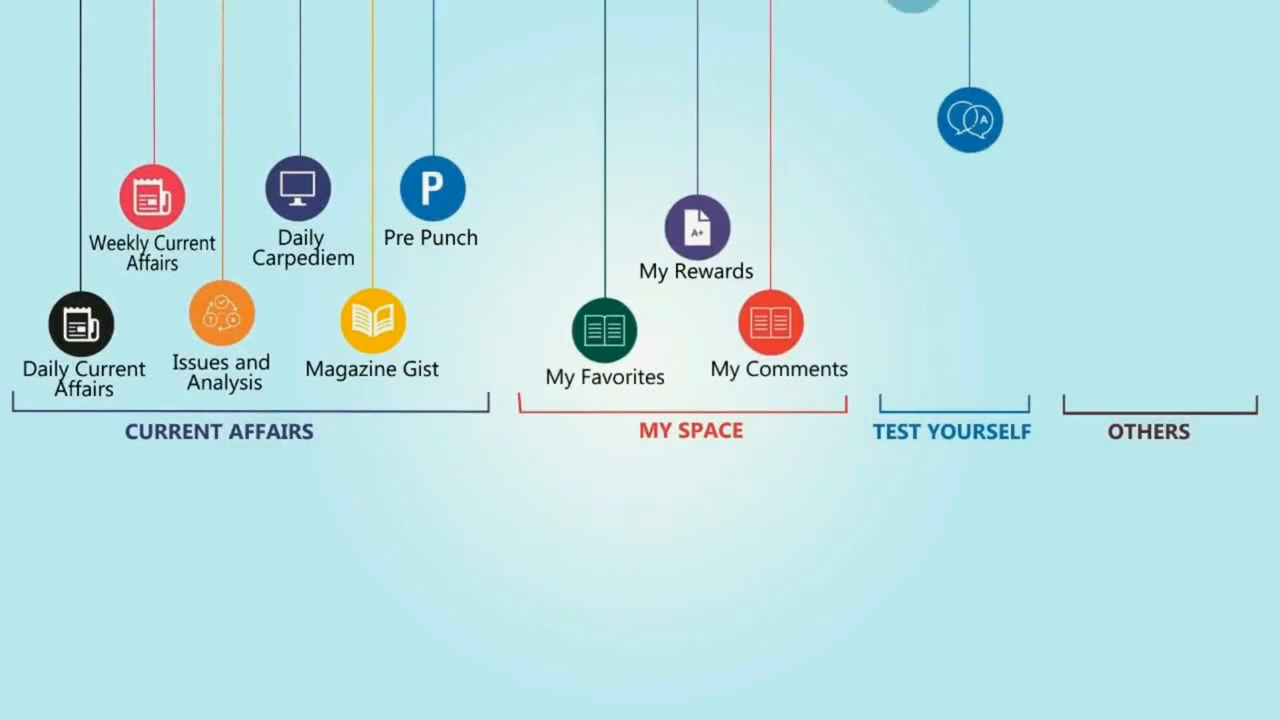 Weekly Current
Affairs
Daily
Carpediem
P
Pre Punch
A
A+
My Rewards
Daily Current
Affairs
Issues and
Analysis
Magazine Gist
My Favorites
My Comments
CURRENT AFFAIRS
MY SPACE
TEST YOURSELF
OTHERS